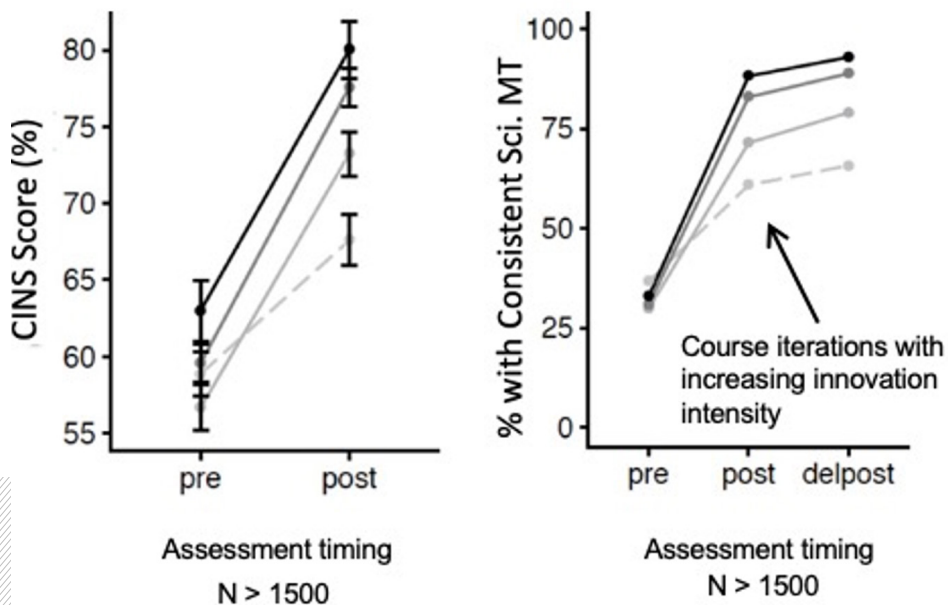 CINS Score (%)
80
75
70
65
60
55
pre post
Assessment timing
N > 1500
% with Consistent Sci. MT
100
75
50
25
0
Course iterations with
increasing innovation
intensity
pre post delpost
Assessment timing
N > 1500